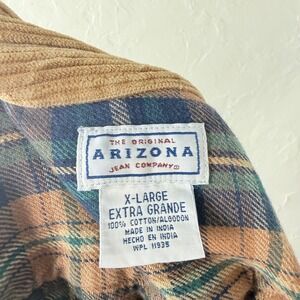 THE ORIGINAL
ARIZONA
JEAN COMPANY
X-LARGE
EXTRA GRANDE
100% COTTON/ALGODON
MADE IN INDIA
HECHO EN INDIA
WPL 11935